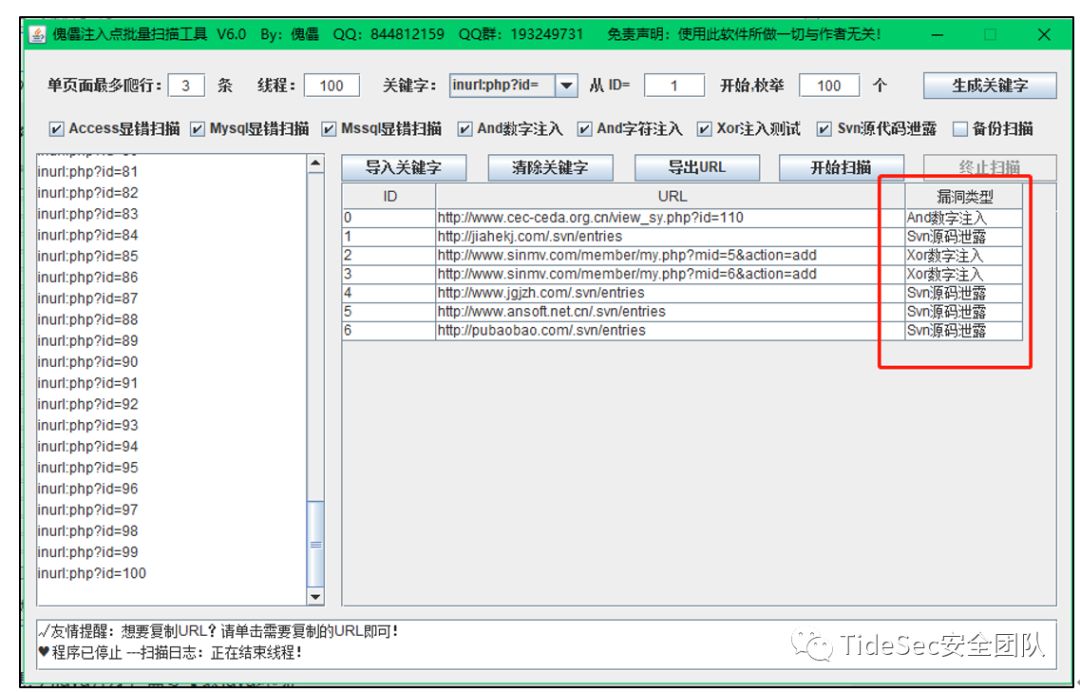 傀儡注入点批量扫描工具 V6.0 By: 傀儡 QQ: 844812159 QQ群: 193249731 免责声明: 使用此软件所做一切与作者无关!
单页面最多爬行: 3 条 线程: 100 关键字: inurl:php?id= 从 ID= 1 开始,枚举 100 个 生成关键字
Access显错扫描 Mysql显错扫描 Mssql显错扫描 And数字注入 And字符注入 Xor注入测试 Svn源代码泄露 备份扫描
导入关键字 清除关键字 导出URL 开始扫描 终止扫描
inurl:php?id=81
inurl:php?id=82
inurl:php?id=83
inurl:php?id=84
inurl:php?id=85
inurl:php?id=86
inurl:php?id=87
inurl:php?id=88
inurl:php?id=89
inurl:php?id=90
inurl:php?id=91
inurl:php?id=92
inurl:php?id=93
inurl:php?id=94
inurl:php?id=95
inurl:php?id=96
inurl:php?id=97
inurl:php?id=98
inurl:php?id=99
inurl:php?id=100
ID URL 漏洞类型
0 http://www.cec-ceda.org.cn/view_sy.php?id=110 And数字注入
1 http://jiahekj.com/.svn/entries Svn源码泄露
2 http://www.sinmv.com/member/my.php?mid=5&action=add Xor数字注入
3 http://www.sinmv.com/member/my.php?mid=6&action=add Xor数字注入
4 http://www.jgjzh.com/.svn/entries Svn源码泄露
5 http://www.ansoft.net.cn/.svn/entries Svn源码泄露
6 http://pubaobao.com/.svn/entries Svn源码泄露
√友情提醒: 想要复制URL? 请单击需要复制的URL即可!
♥程序已停止 ---扫描日志: 正在结束线程!
TideSec安全团队